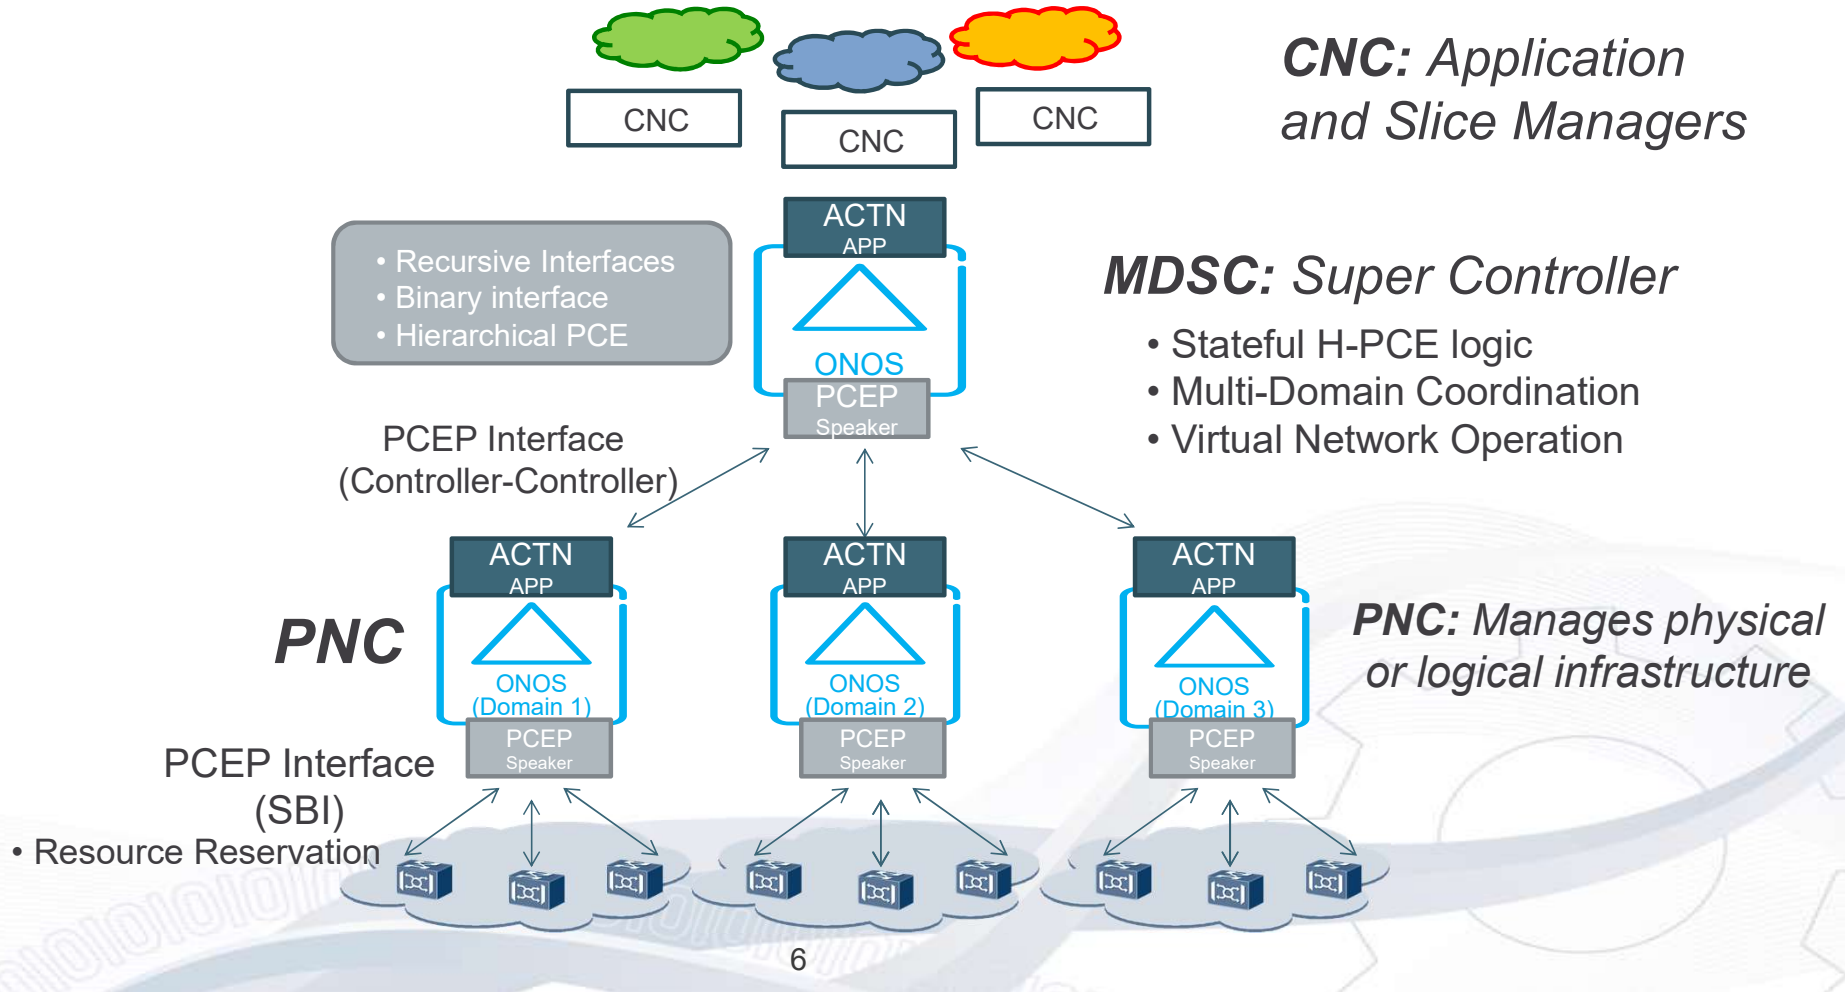 CNC
CNC
CNC
CNC: Application
and Slice Managers
ACTN
APP
• Recursive Interfaces
• Binary interface
• Hierarchical PCE
ONOS
PCEP
Speaker
MDSC: Super Controller
• Stateful H-PCE logic
• Multi-Domain Coordination
• Virtual Network Operation
PCEP Interface
(Controller-Controller)
ACTN
APP
ONOS
(Domain 1)
PCEP
Speaker
ACTN
APP
ONOS
(Domain 2)
PCEP
Speaker
ACTN
APP
ONOS
(Domain 3)
PCEP
Speaker
PNC
PNC: Manages physical
or logical infrastructure
PCEP Interface
(SBI)
• Resource Reservation
6